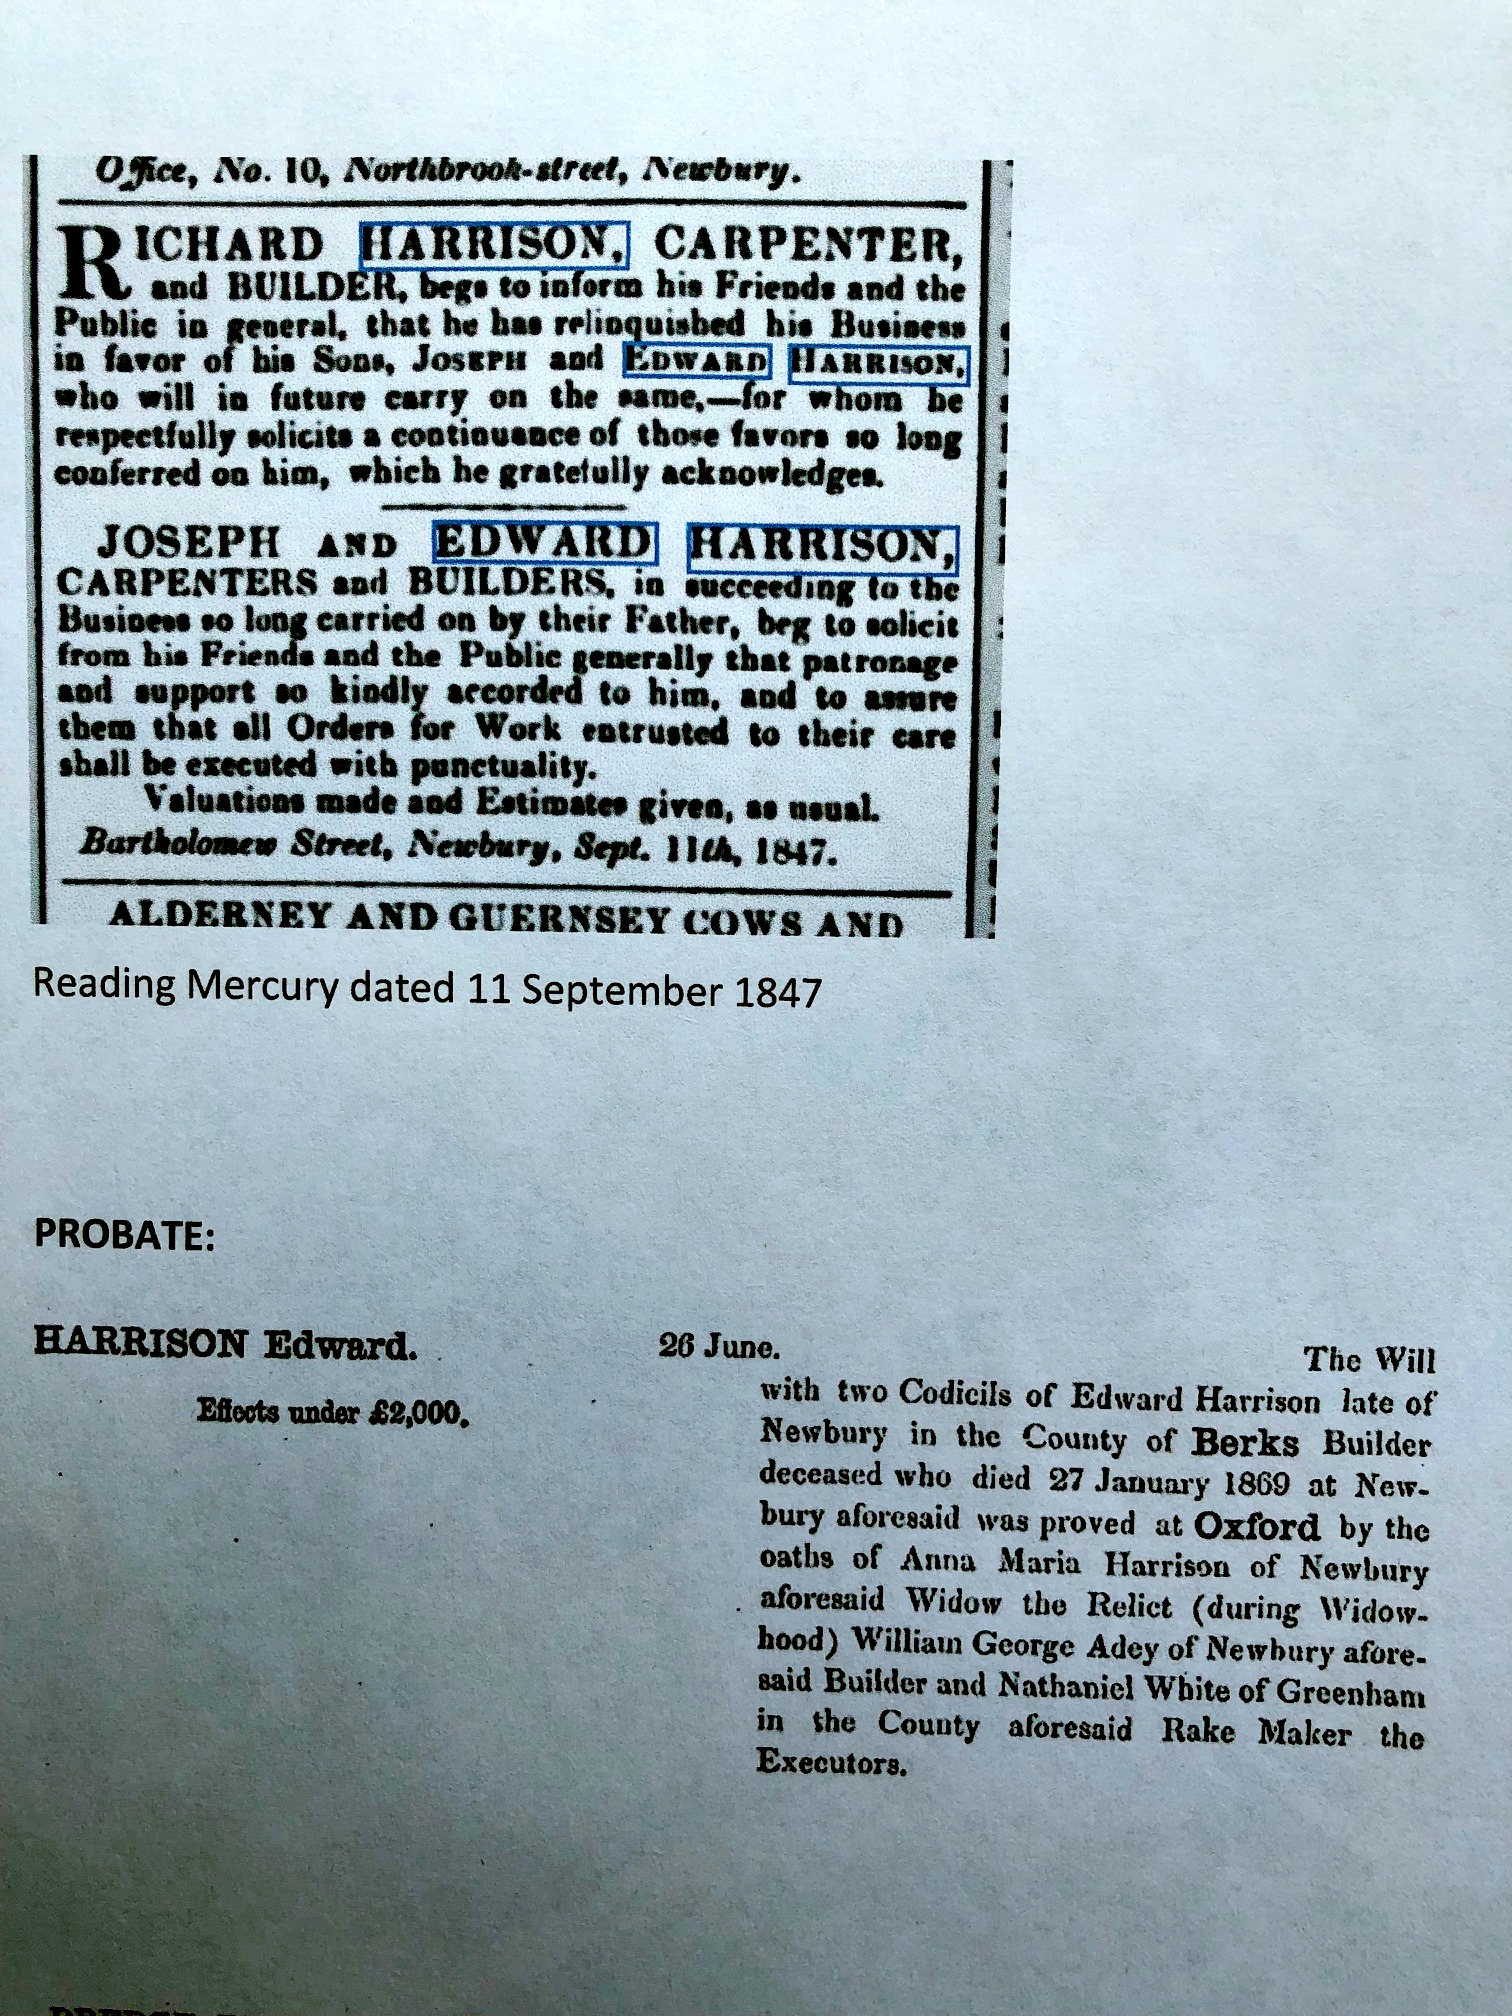 Office, No. 10, Northbrook-street, Newbury.
RICHARD HARRISON, CARPENTER,
and BUILDER, begs to inform his Friends and the
Public in general, that he has relinquished his Business
in favor of his Sons, JOSEPH and EDWARD HARRISON,
who will in future carry on the same,—for whom he
respectfully solicits a continuance of those favors so long
conferred on him, which he gratefully acknowledges.
JOSEPH AND EDWARD HARRISON,
CARPENTERS and BUILDERS, in succeeding to the
Business so long carried on by their Father, beg to solicit
from his Friends and the Public generally that patronage
and support so kindly accorded to him, and to assure
them that all Orders for Work entrusted to their care
shall be executed with punctuality.
Valuations made and Estimates given, as usual.
Bartholomew Street, Newbury, Sept. 11th, 1847.
ALDERNEY AND GUERNSEY COWS AND
Reading Mercury dated 11 September 1847
PROBATE:
HARRISON Edward.
Effects under £2,000.
26 June.
The Will
with two Codicils of Edward Harrison late of
Newbury in the County of Berks Builder
deceased who died 27 January 1869 at New-
bury aforesaid was proved at Oxford by the
oaths of Anna Maria Harrison of Newbury
aforesaid Widow the Relict (during Widow-
hood) William George Adey of Newbury afore-
said Builder and Nathaniel White of Greenham
in the County aforesaid Rake Maker the
Executors.